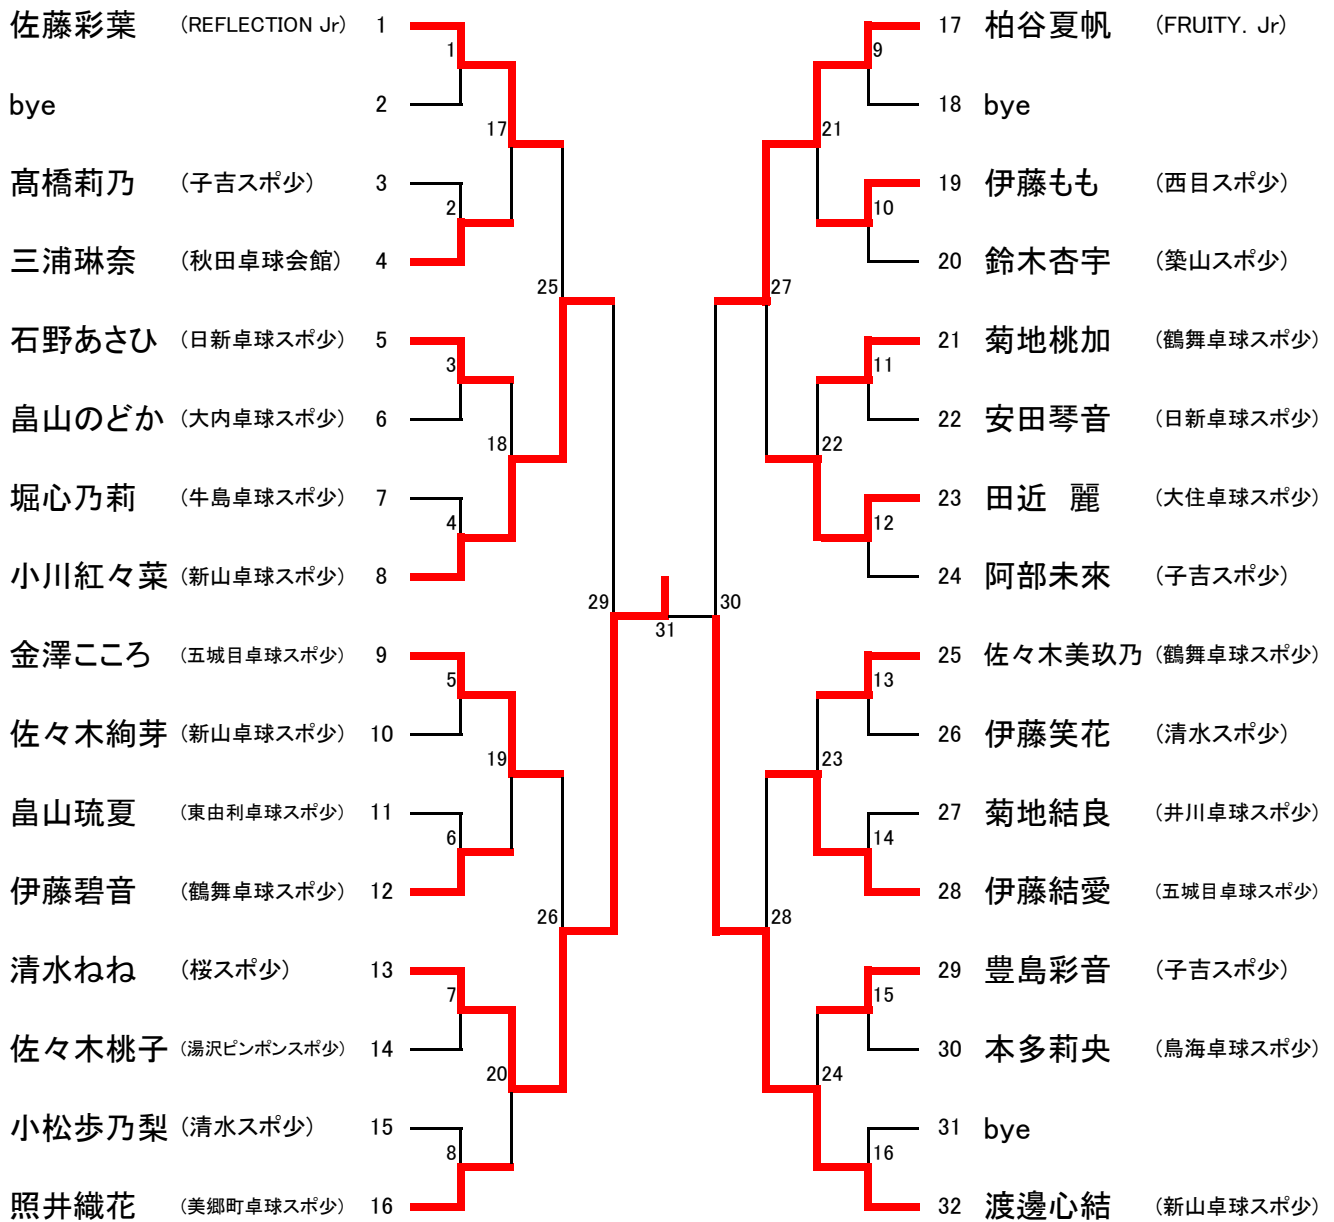 佐藤彩葉 (REFLECTION Jr) 1
bye 2
髙橋莉乃 (子吉スポ少) 3
三浦琳奈 (秋田卓球会館) 4
石野あさひ (日新卓球スポ少) 5
畠山のどか (大内卓球スポ少) 6
堀心乃莉 (牛島卓球スポ少) 7
小川紅々菜 (新山卓球スポ少) 8
金澤こころ (五城目卓球スポ少) 9
佐々木絢芽 (新山卓球スポ少) 10
畠山琉夏 (東由利卓球スポ少) 11
伊藤碧音 (鶴舞卓球スポ少) 12
清水ねね (桜スポ少) 13
佐々木桃子 (湯沢ピンポンスポ少) 14
小松歩乃梨 (清水スポ少) 15
照井織花 (美郷町卓球スポ少) 16
1
2
3
4
5
6
7
8
17
18
19
20
25
26
29
31
30
27
28
21
22
23
24
9
10
11
12
13
14
15
16
17 柏谷夏帆 (FRUITY. Jr)
18 bye
19 伊藤もも (西目スポ少)
20 鈴木杏宇 (築山スポ少)
21 菊地桃加 (鶴舞卓球スポ少)
22 安田琴音 (日新卓球スポ少)
23 田近 麗 (大住卓球スポ少)
24 阿部未來 (子吉スポ少)
25 佐々木美玖乃 (鶴舞卓球スポ少)
26 伊藤笑花 (清水スポ少)
27 菊地結良 (井川卓球スポ少)
28 伊藤結愛 (五城目卓球スポ少)
29 豊島彩音 (子吉スポ少)
30 本多莉央 (鳥海卓球スポ少)
31 bye
32 渡邊心結 (新山卓球スポ少)